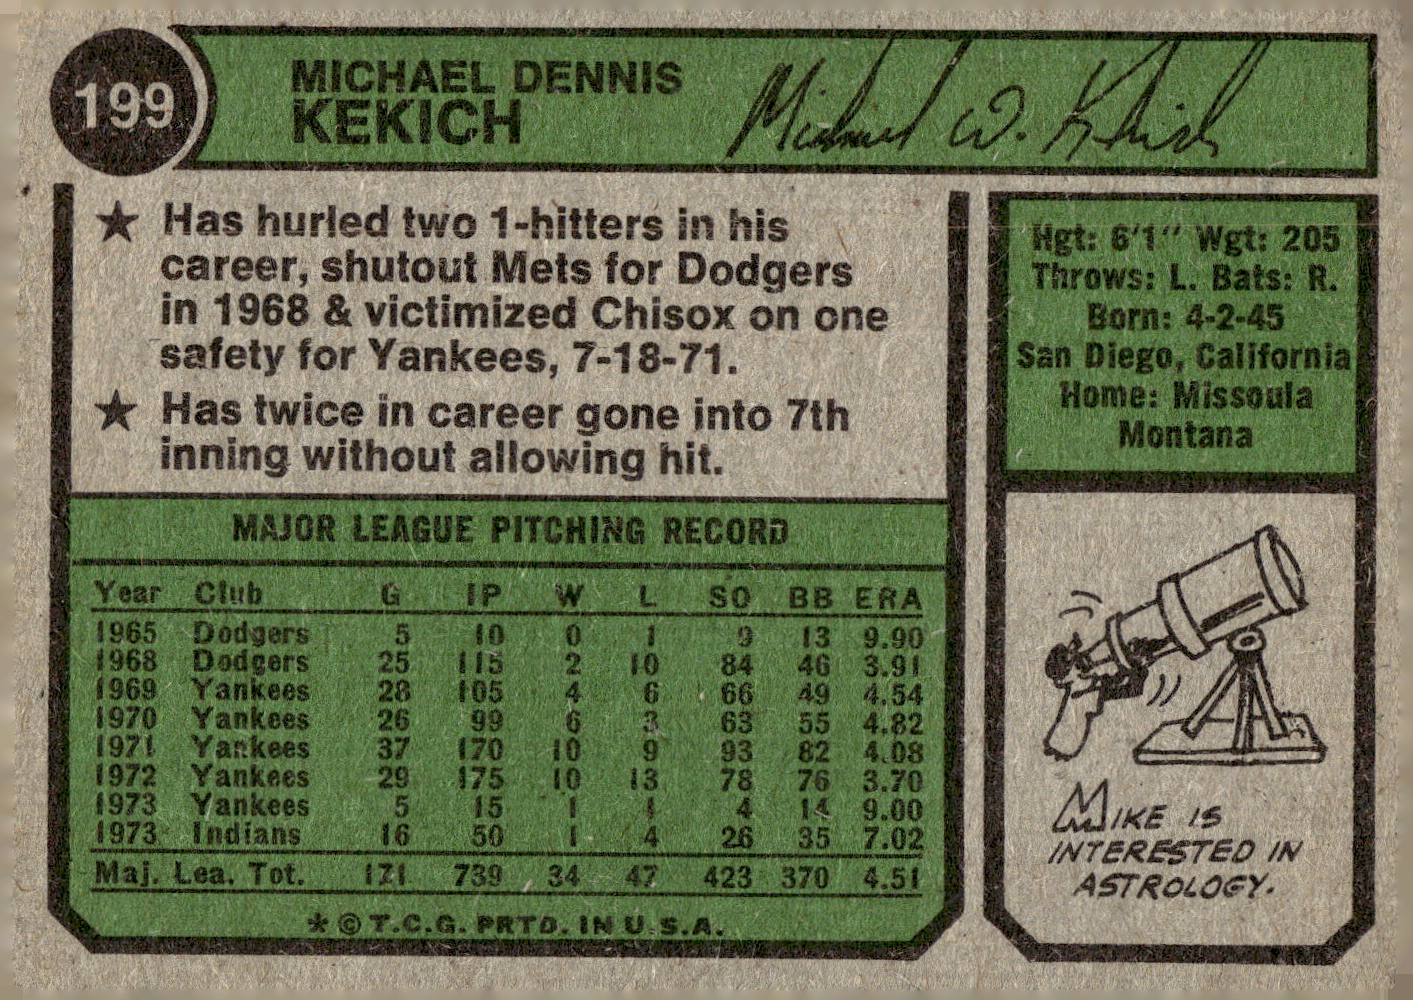 199
MICHAEL DENNIS
KEKICH
Michael W. Kekich
★ Has hurled two 1-hitters in his
career, shutout Mets for Dodgers
in 1968 & victimized Chisox on one
safety for Yankees, 7-18-71.
★ Has twice in career gone into 7th
inning without allowing hit.
Hgt: 6'1" Wgt: 205
Throws: L. Bats: R.
Born: 4-2-45
San Diego, California
Home: Missoula
Montana
MAJOR LEAGUE PITCHING RECORD
Year Club G IP W L SO BB ERA
1965 Dodgers 5 10 0 1 9 13 9.90
1968 Dodgers 25 115 2 10 84 46 3.91
1969 Yankees 28 105 4 6 66 49 4.54
1970 Yankees 26 99 6 3 63 55 4.82
1971 Yankees 37 170 10 9 93 82 4.08
1972 Yankees 29 175 10 13 78 76 3.70
1973 Yankees 5 15 1 1 4 14 9.00
1973 Indians 16 50 1 4 26 35 7.02
Maj. Lea. Tot. 171 739 34 47 423 370 4.51
* © T.C.G. PRTD. IN U.S.A.
MIKE IS
INTERESTED IN
ASTROLOGY.